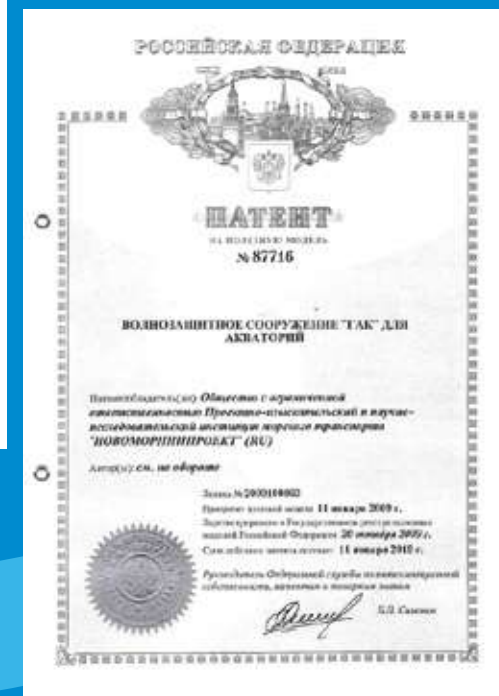 РОССИЙСКАЯ ФЕДЕРАЦИЯ
ПАТЕНТ
НА ПОЛЕЗНУЮ МОДЕЛЬ
№ 87716
ВОЛНОЗАЩИТНОЕ СООРУЖЕНИЕ "ГАК" ДЛЯ
АКВАТОРИЙ
Патентообладатель(ли): Общество с ограниченной
ответственностью Проектно-изыскательский и научно-
исследовательский институт морского транспорта
"НОВОМОРНИИПРОЕКТ" (RU)
Автор(ы): см. на обороте
Заявка №
Приоритет полезной модели 11 января 2009 г.
Зарегистрировано в Государственном реестре полезных
моделей Российской Федерации 20 октября 2009 г.
Срок действия патента истекает 11 января
Руководитель Федеральной службы по интеллектуальной
собственности, патентам и товарным знакам
Б.П. Симонов